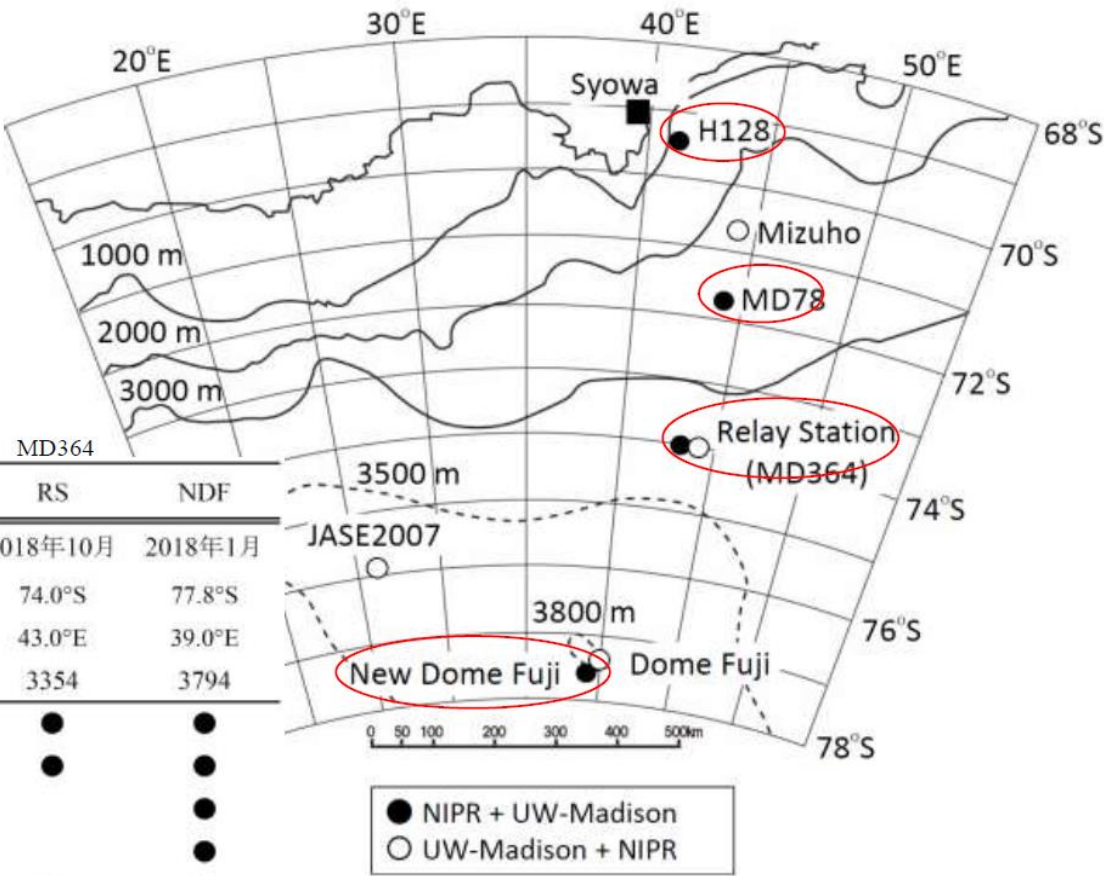 30°E
40°E
20°E
50°E
Syowa
H128
68°S
Mizuho
70°S
1000 m
MD78
2000 m
72°S
3000 m
Relay Station
(MD364)
MD364
RS NDF
018年10月 2018年1月
74.0°S 77.8°S
43.0°E 39.0°E
3354 3794
3500 m
74°S
JASE2007
3800 m
76°S
New Dome Fuji
Dome Fuji
78°S
0 50 100 200 300 400 500km
NIPR + UW-Madison
UW-Madison + NIPR